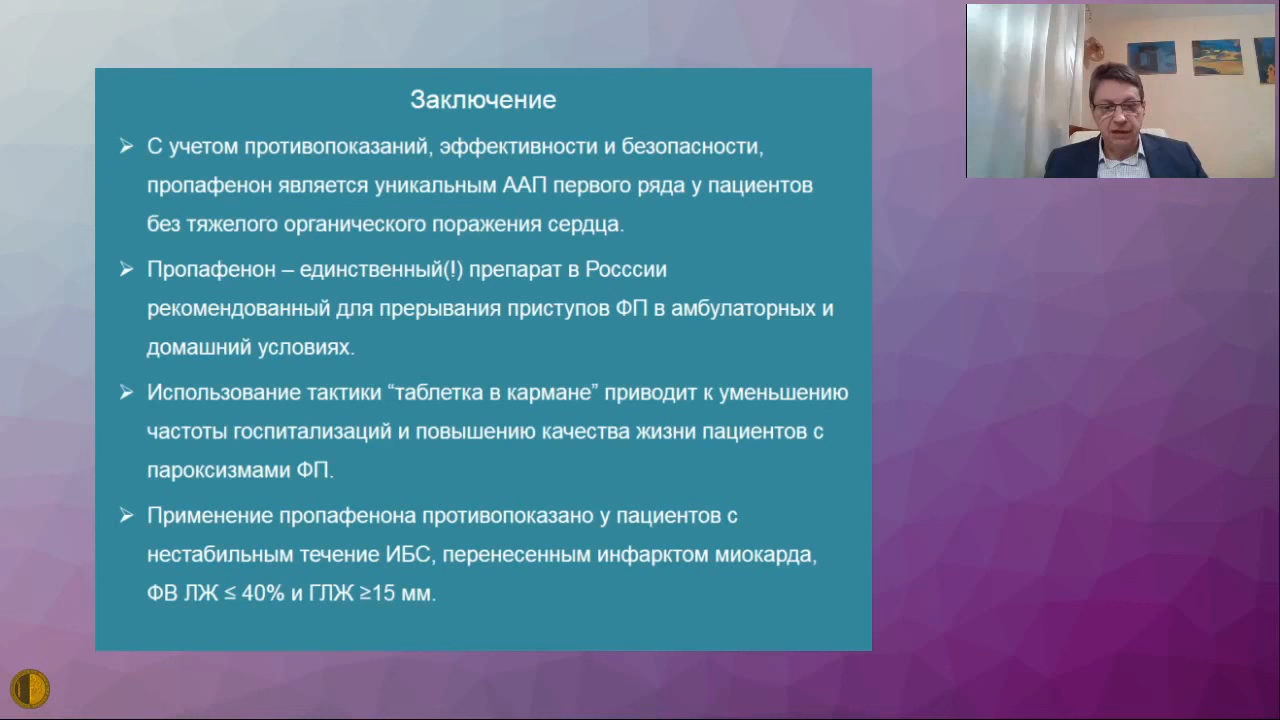 Заключение
С учетом противопоказаний, эффективности и безопасности,
пропафенон является уникальным ААП первого ряда у пациентов
без тяжелого органического поражения сердца.
Пропафенон – единственный(!) препарат в Росссии
рекомендованный для прерывания приступов ФП в амбулаторных и
домашний условиях.
Использование тактики “таблетка в кармане” приводит к уменьшению
частоты госпитализаций и повышению качества жизни пациентов с
пароксизмами ФП.
Применение пропафенона противопоказано у пациентов с
нестабильным течение ИБС, перенесенным инфарктом миокарда,
ФВ ЛЖ ≤ 40% и ГЛЖ ≥15 мм.